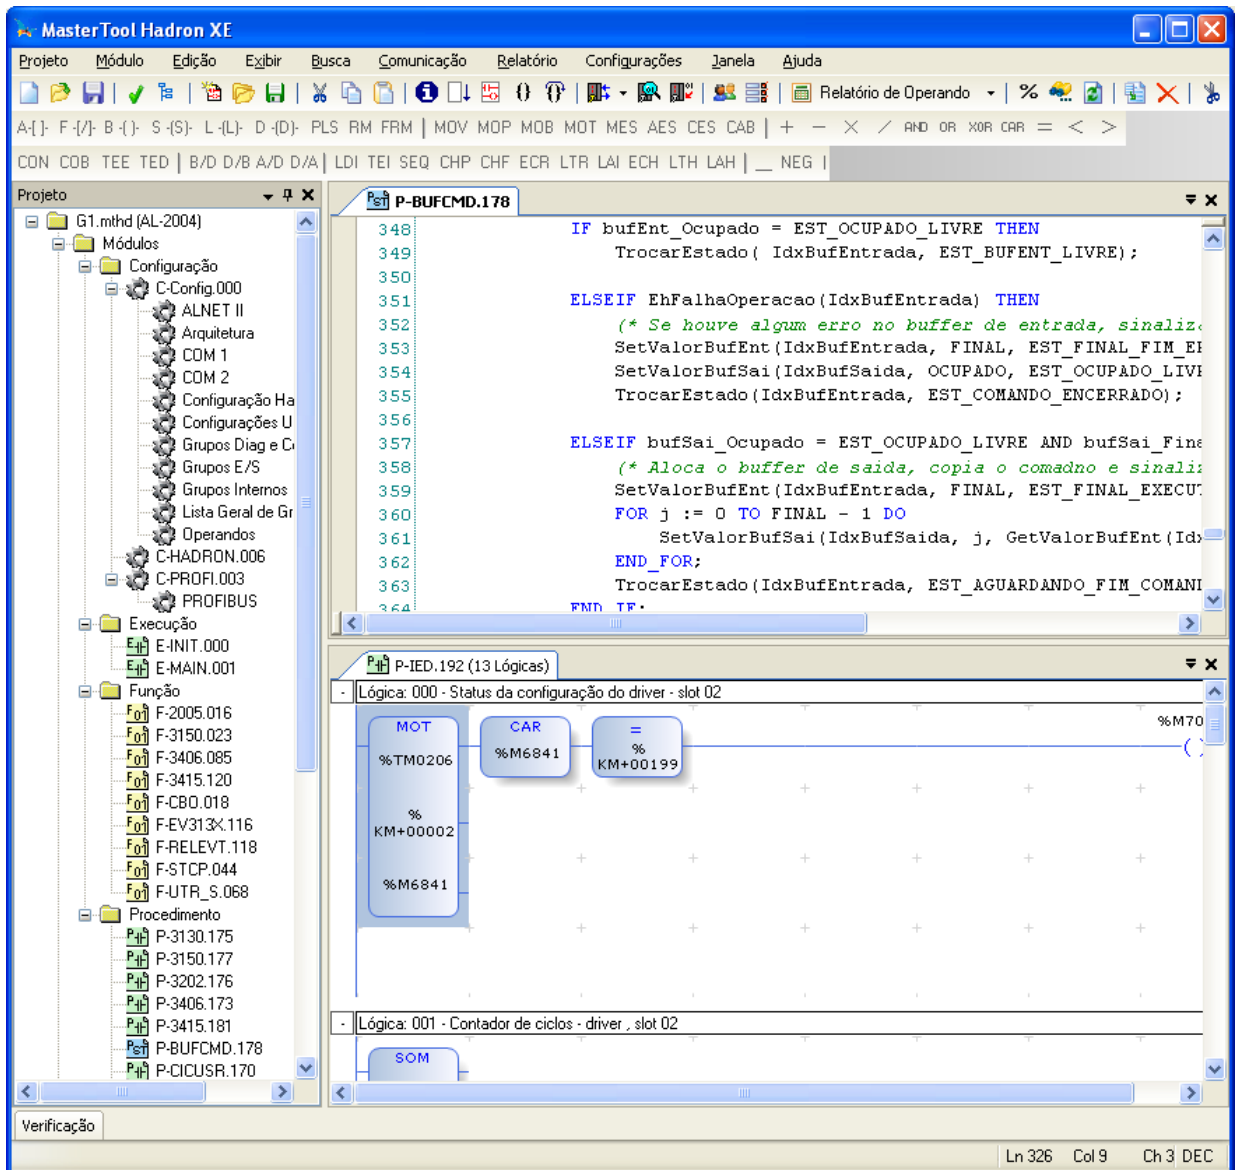 MasterTool Hadron XE
Projeto Módulo Edição Exibir Busca Comunicação Relatório Configurações Janela Ajuda
Relatório de Operando
A-[ ]- F -[/]- B -( )- S -(S)- L -(L)- D -(D)- PLS RM FRM MOV MOP MOB MOT MES AES CES CAB + − × / AND OR XOR CAR = < >
CON COB TEE TED B/D D/B A/D D/A LDI TEI SEQ CHP CHF ECR LTR LAI ECH LTH LAH __ NEG
Projeto
G1.mthd (AL-2004)
Módulos
Configuração
C-Config.000
ALNET II
Arquitetura
COM 1
COM 2
Configuração Ha
Configurações U
Grupos Diag e C
Grupos E/S
Grupos Internos
Lista Geral de Gr
Operandos
C-HADRON.006
C-PROFI.003
PROFIBUS
Execução
E-INIT.000
E-MAIN.001
Função
F-2005.016
F-3150.023
F-3406.085
F-3415.120
F-CBO.018
F-EV313X.116
F-RELEVT.118
F-STCP.044
F-UTR_S.068
Procedimento
P-3130.175
P-3150.177
P-3202.176
P-3406.173
P-3415.181
P-BUFCMD.178
P-CICUSR.170
P-BUFCMD.178
348 IF bufEnt_Ocupado = EST_OCUPADO_LIVRE THEN
349 TrocarEstado( IdxBufEntrada, EST_BUFENT_LIVRE);
350
351 ELSEIF EhFalhaOperacao(IdxBufEntrada) THEN
352 (* Se houve algum erro no buffer de entrada, sinaliz
353 SetValorBufEnt(IdxBufEntrada, FINAL, EST_FINAL_FIM_E
354 SetValorBufSai(IdxBufSaida, OCUPADO, EST_OCUPADO_LIV
355 TrocarEstado(IdxBufEntrada, EST_COMANDO_ENCERRADO);
356
357 ELSEIF bufSai_Ocupado = EST_OCUPADO_LIVRE AND bufSai_Fina
358 (* Aloca o buffer de saida, copia o comadno e sinali
359 SetValorBufEnt(IdxBufEntrada, FINAL, EST_FINAL_EXECU
360 FOR j := 0 TO FINAL - 1 DO
361 SetValorBufSai(IdxBufSaida, j, GetValorBufEnt(Id
362 END_FOR;
363 TrocarEstado(IdxBufEntrada, EST_AGUARDANDO_FIM_COMAN
364 END_IF;
P-IED.192 (13 Lógicas)
Lógica: 000 - Status da configuração do driver - slot 02
MOT
%TM0206
%
KM+00002
%M6841
CAR
%M6841
=
%
KM+00199
%M70
Lógica: 001 - Contador de ciclos - driver , slot 02
SOM
Verificação
Ln 326 Col 9 Ch 3 DEC